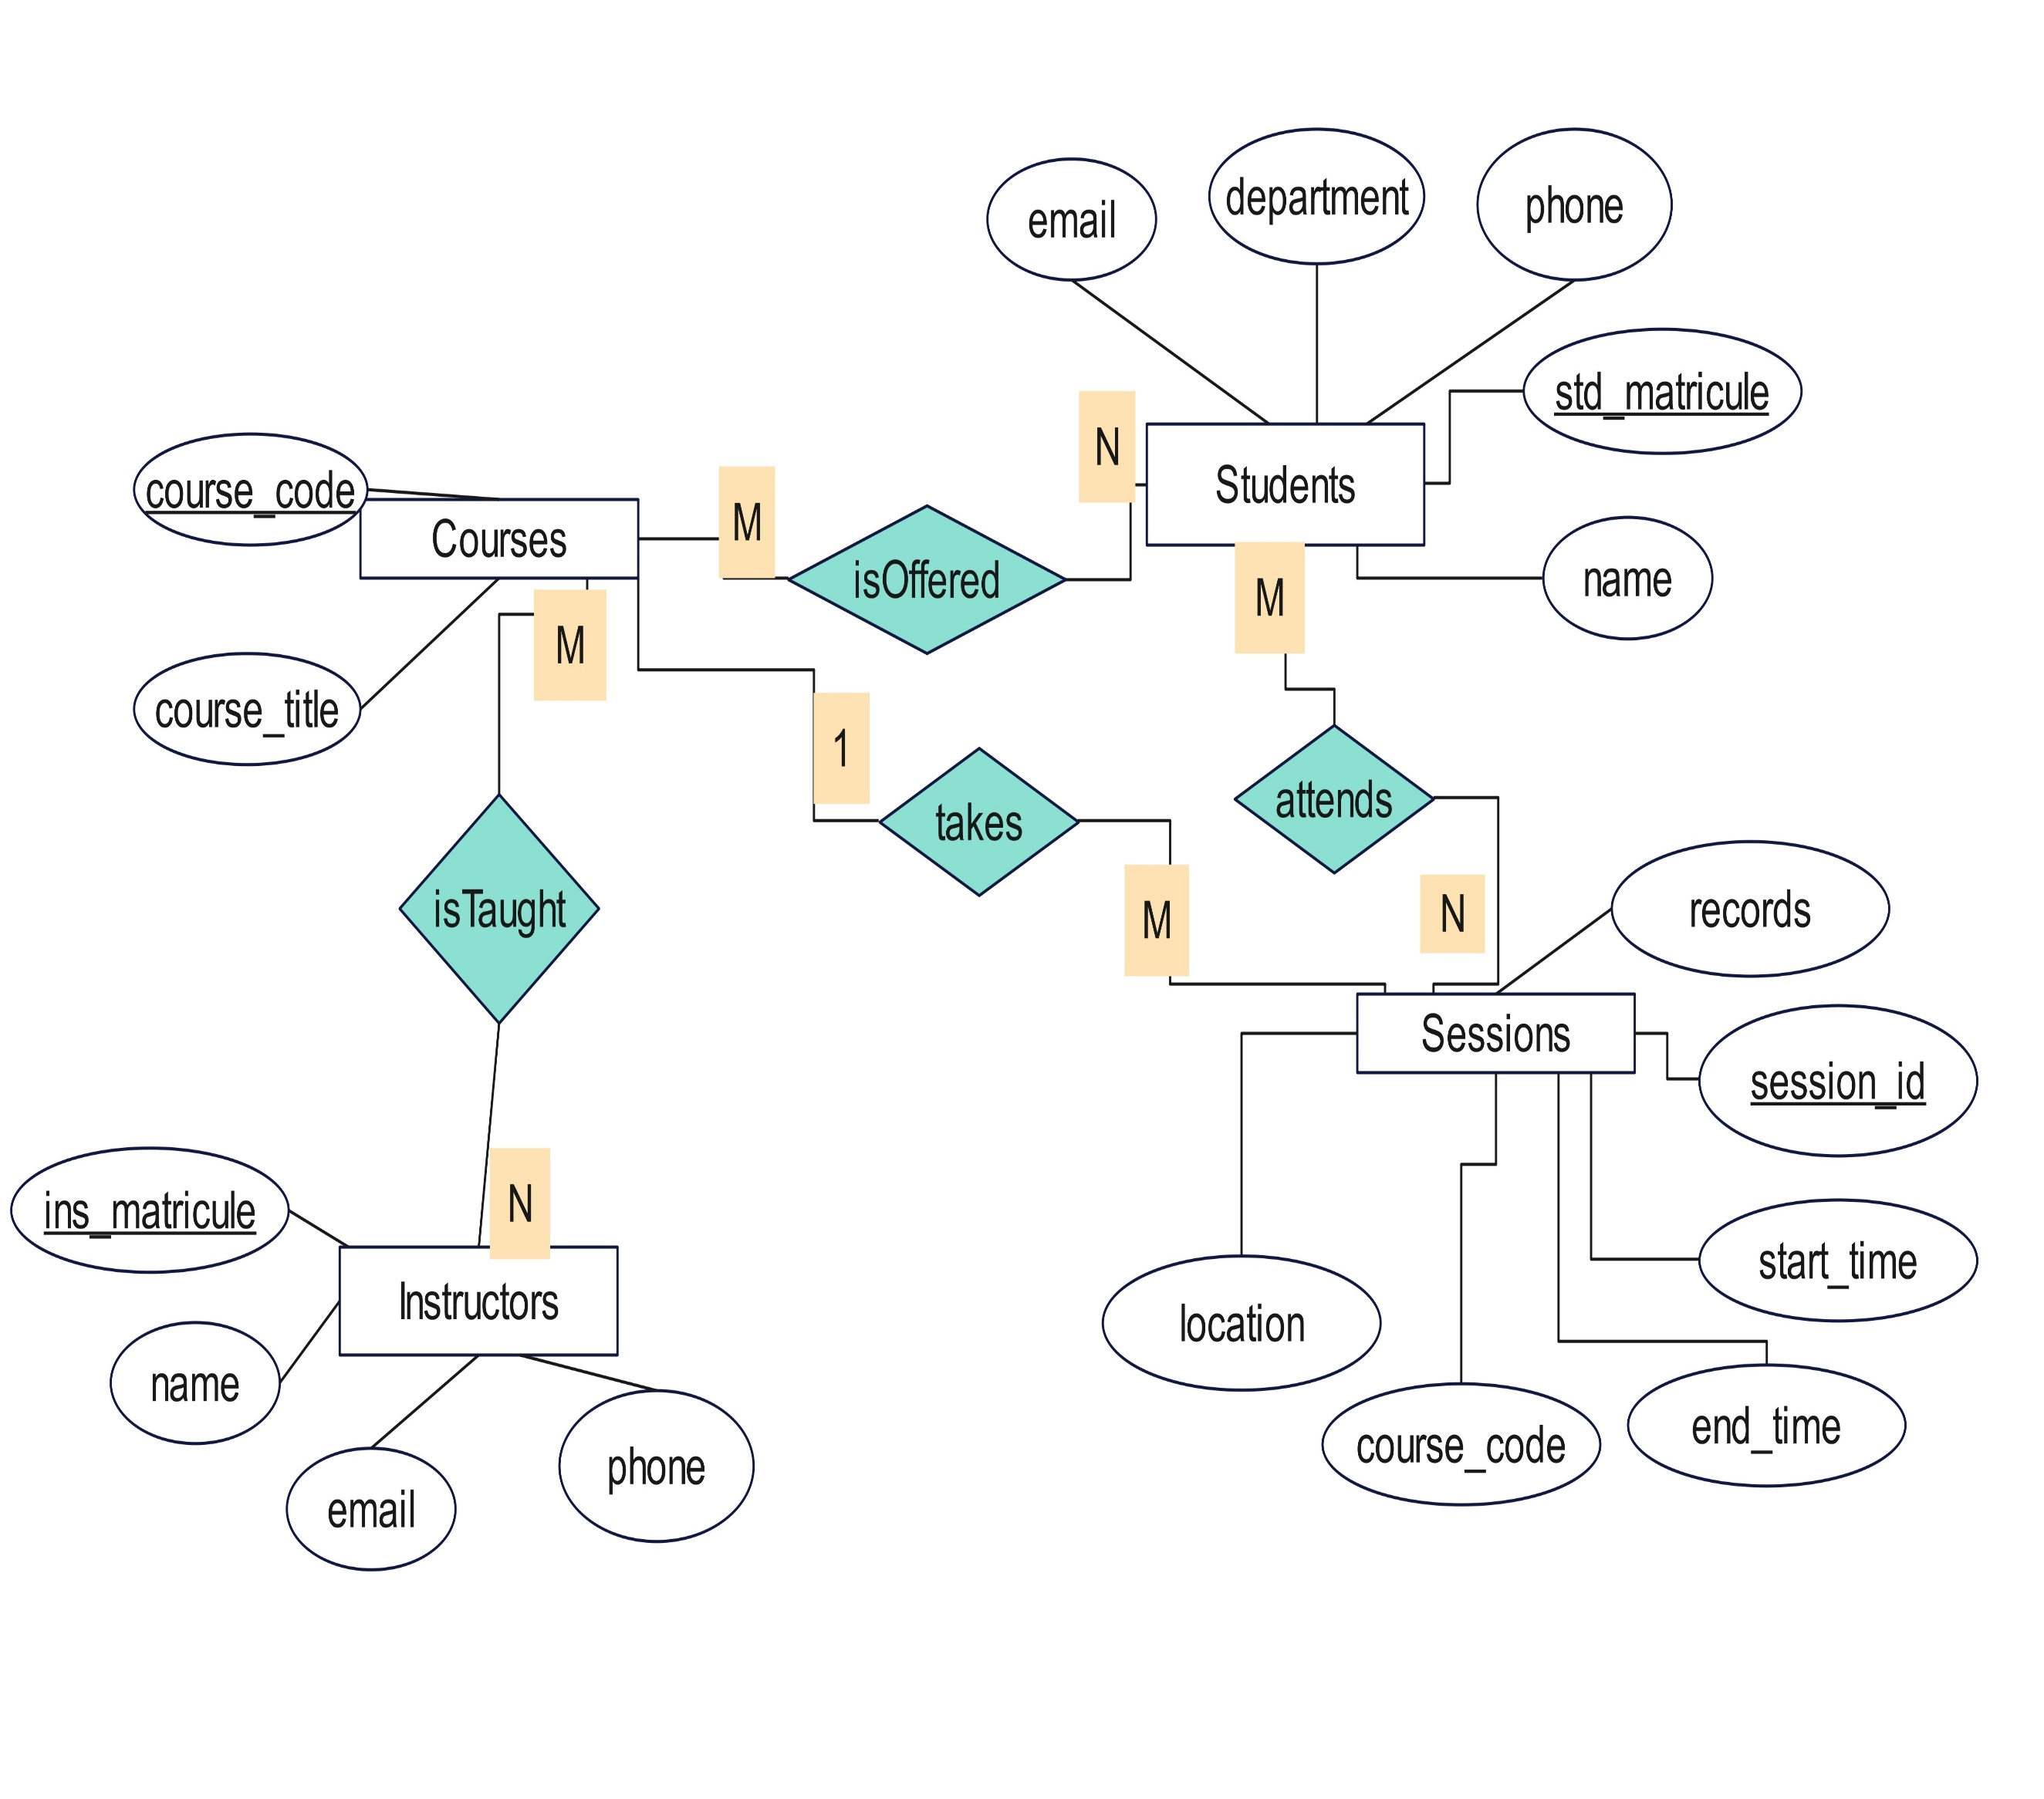 email
department
phone
std_matricule
N
Students
course_code
Courses
M
isOffered
name
M
M
course_title
1
takes
attends
isTaught
M
N
records
Sessions
session_id
ins_matricule
N
start_time
Instructors
location
name
end_time
course_code
phone
email